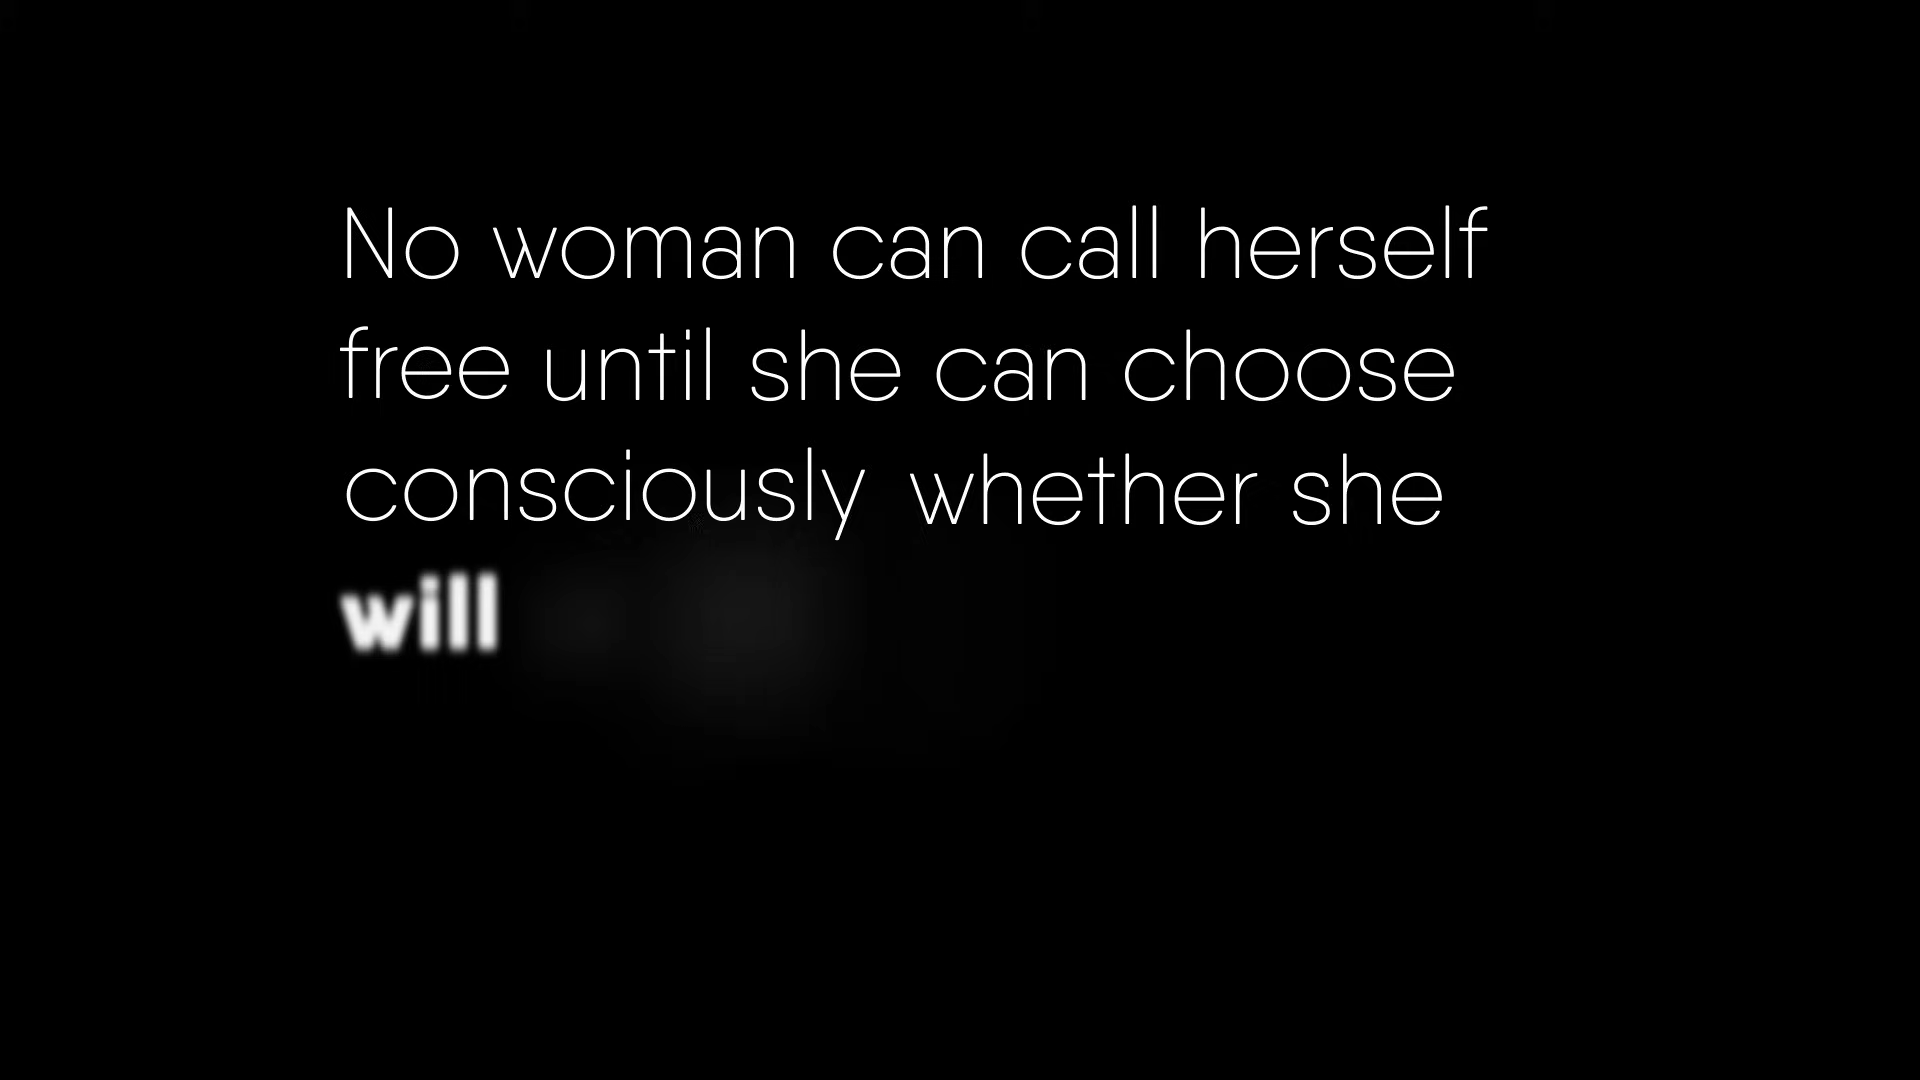 No woman can call herself
free until she can choose
consciously whether she
will